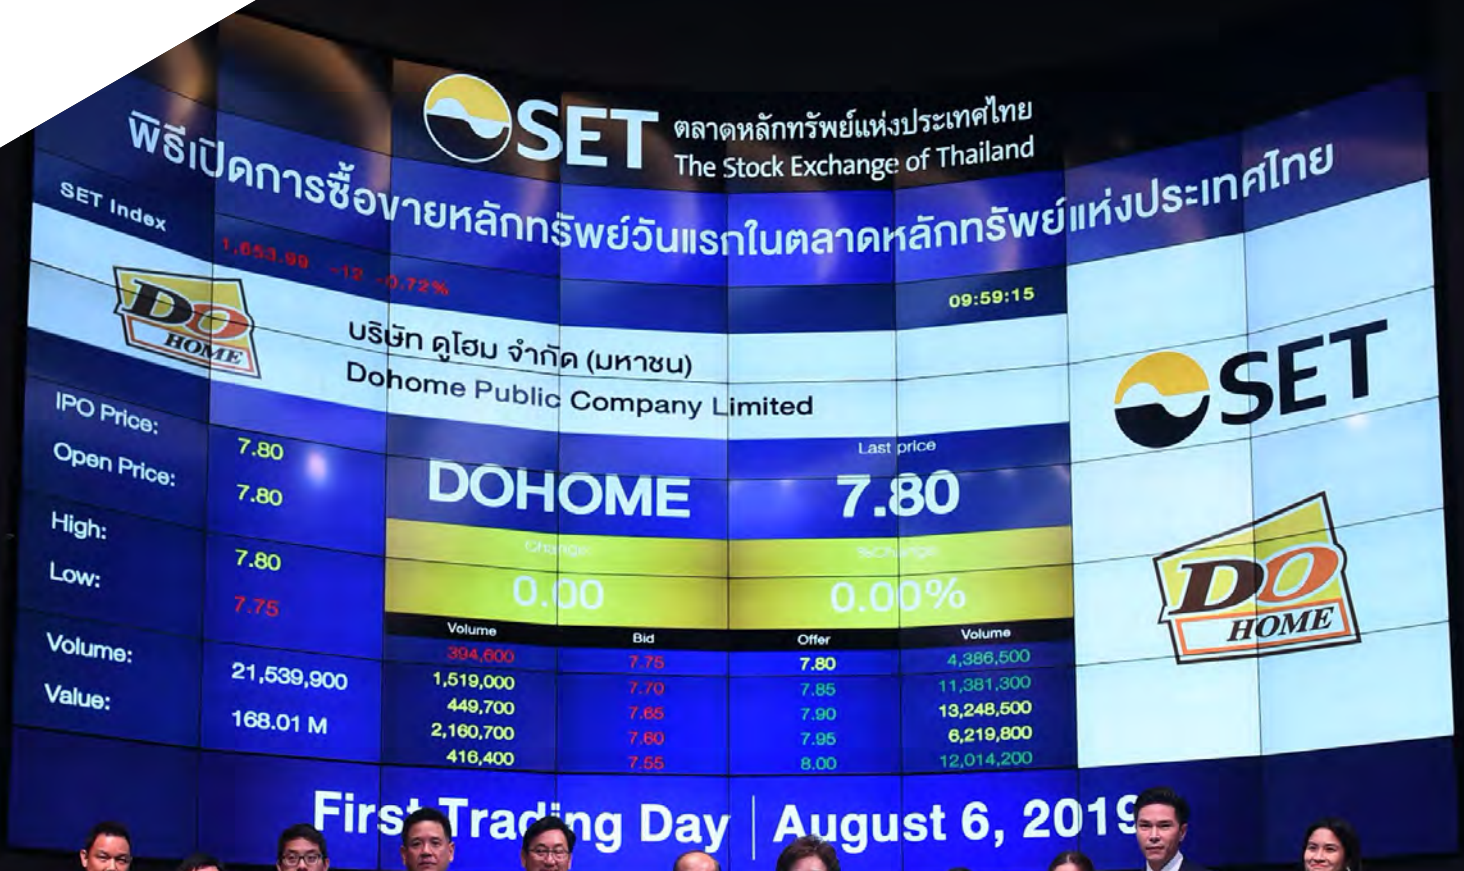 SET ตลาดหลักทรัพย์แห่งประเทศไทย
The Stock Exchange of Thailand
พิธีเปิดการซื้อขายหลักทรัพย์วันแรกในตลาดหลักทรัพย์แห่งประเทศไทย
SET Index 1,653.99 -12 -0.72% 09:59:15
DO
HOME
บริษัท ดูโฮม จำกัด (มหาชน)
Dohome Public Company Limited
SET
DO
HOME
IPO Price: 7.80
Open Price: 7.80
High: 7.80
Low: 7.75
Volume: 21,539,900
Value: 168.01 M
DOHOME
Last price
7.80
Change %Change
0.00 0.00%
Volume Bid Offer Volume
394,600 7.75 7.80 4,386,500
1,519,000 7.70 7.85 11,381,300
449,700 7.65 7.90 13,248,500
2,160,700 7.60 7.95 6,219,800
416,400 7.55 8.00 12,014,200
First Trading Day | August 6, 2019